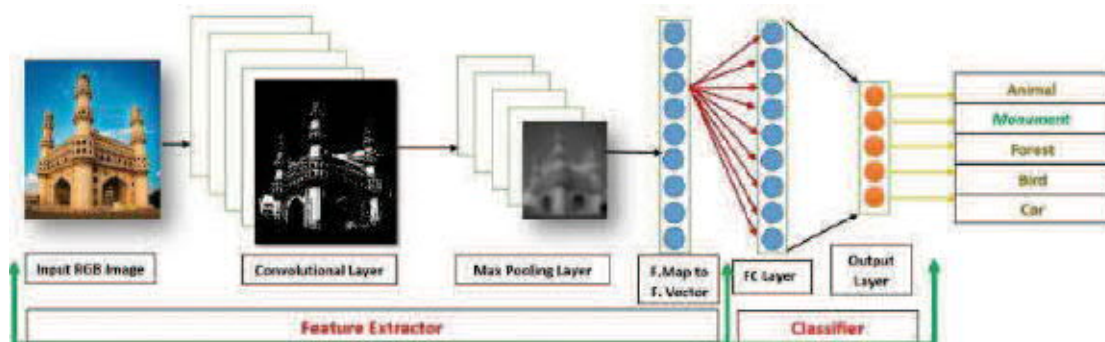 Animal
Monument
Forest
Bird
Car
Input RGB Image
Convolutional Layer
Max Pooling Layer
F.Map to
F. Vector
FC Layer
Output
Layer
Feature Extractor
Classifier